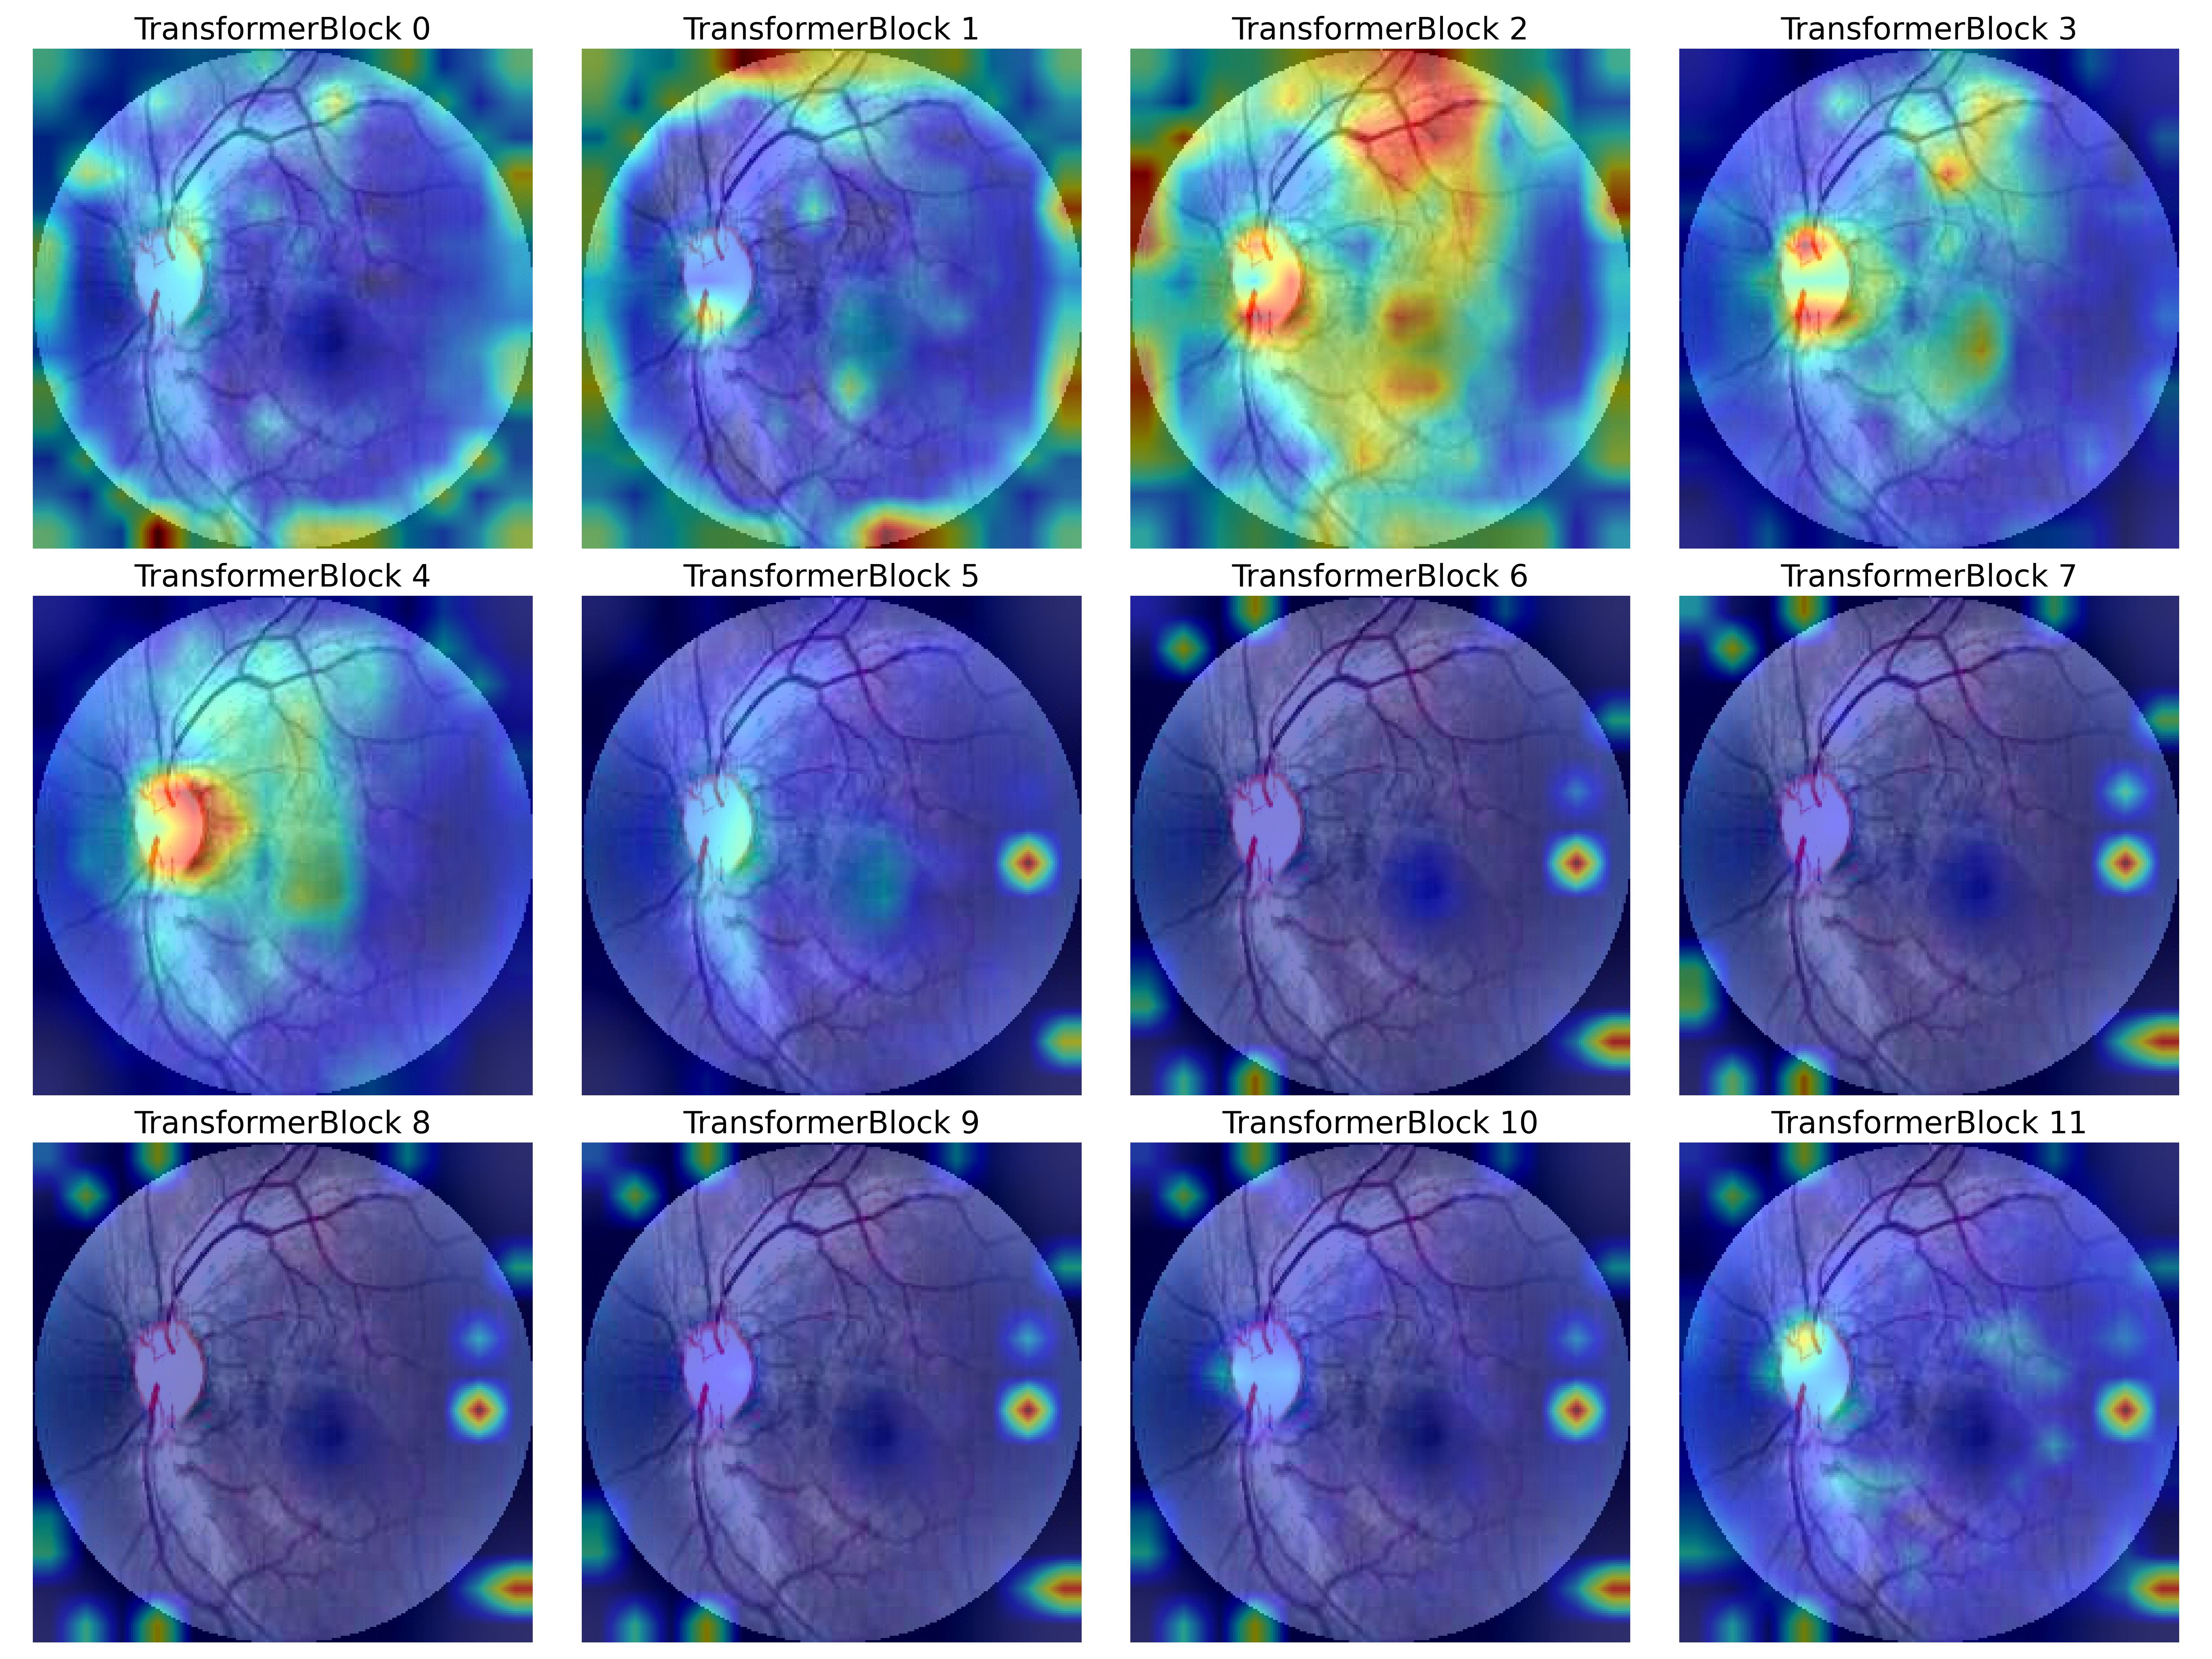 TransformerBlock 0
TransformerBlock 1
TransformerBlock 2
TransformerBlock 3
TransformerBlock 4
TransformerBlock 5
TransformerBlock 6
TransformerBlock 7
TransformerBlock 8
TransformerBlock 9
TransformerBlock 10
TransformerBlock 11